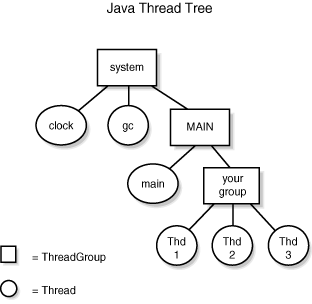 Java Thread Tree
system
clock
gc
MAIN
main
your
group
Thd
1
Thd
2
Thd
3
= ThreadGroup
= Thread